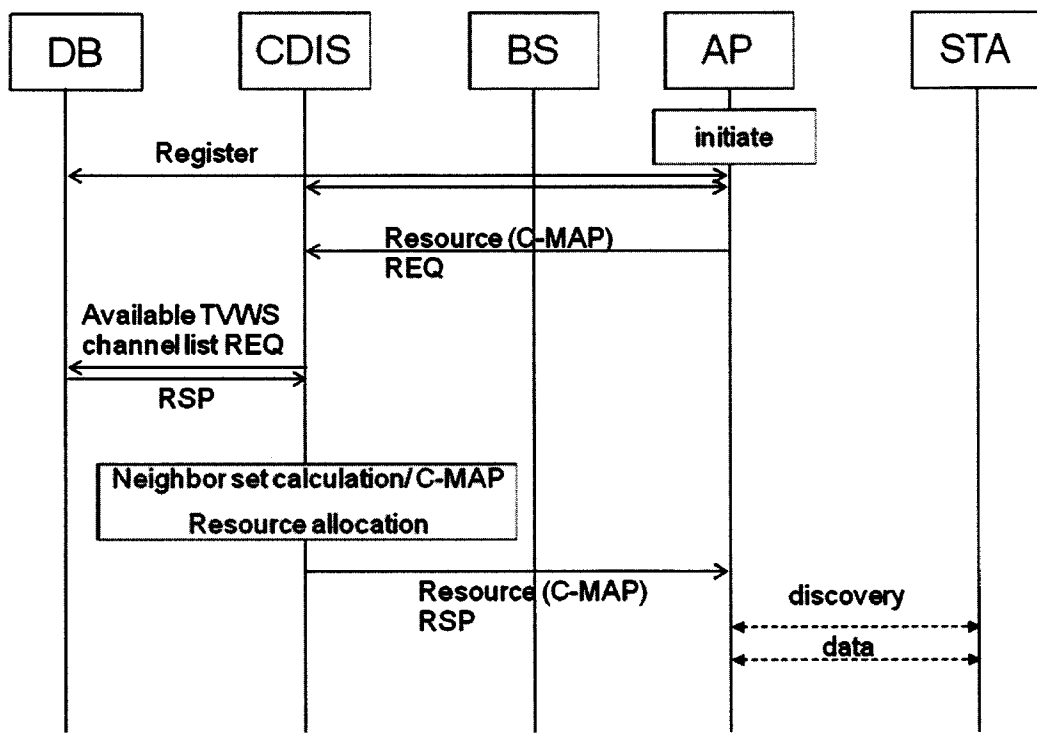 DB
CDIS
BS
AP
STA
initiate
Register
Resource (C-MAP)
REQ
Available TVWS
channel list REQ
RSP
Neighbor set calculation/ C-MAP
Resource allocation
Resource (C-MAP)
RSP
discovery
data